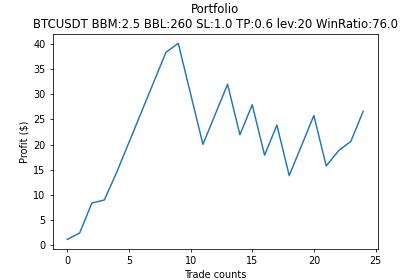 Portfolio
BTCUSDT BBM:2.5 BBL:260 SL:1.0 TP:0.6 lev:20 WinRatio:76.0
40
35
30
25
20
15
10
5
0
Profit ($)
0 5 10 15 20 25
Trade counts